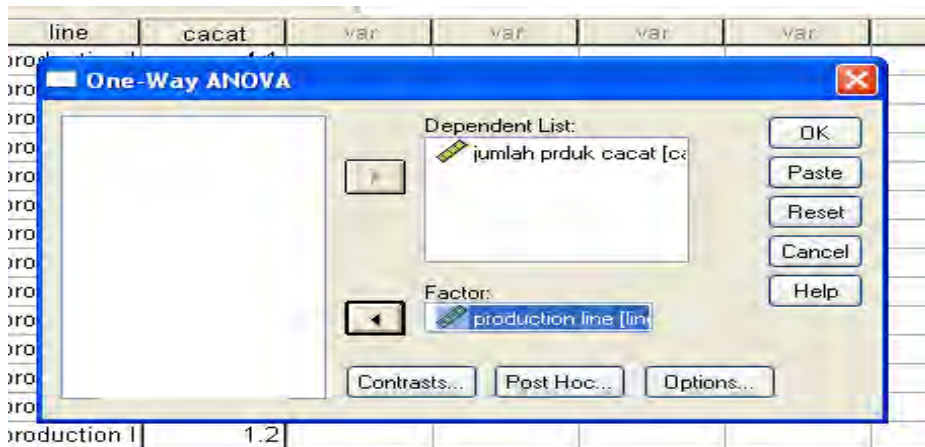 line cacat var var var var
One-Way ANOVA
Dependent List:
jumlah prduk cacat [ca
OK
Paste
Reset
Cancel
Help
Factor:
production line [line
Contrasts... Post Hoc... Options...
production l 1.2